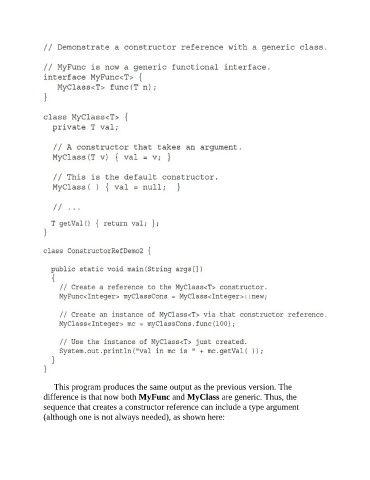 // Demonstrate a constructor reference with a generic class.
// MyFunc is now a generic functional interface.
interface MyFunc<T> {
MyClass<T> func(T n);
}
class MyClass<T> {
private T val;
// A constructor that takes an argument.
MyClass(T v) { val = v; }
// This is the default constructor.
MyClass( ) { val = null; }
// ...
T getVal() { return val; };
}
class ConstructorRefDemo2 {
public static void main(String args[])
{
// Create a reference to the MyClass<T> constructor.
MyFunc<Integer> myClassCons = MyClass<Integer>::new;
// Create an instance of MyClass<T> via that constructor reference.
MyClass<Integer> mc = myClassCons.func(100);
// Use the instance of MyClass<T> just created.
System.out.println("val in mc is " + mc.getVal( ));
}
}
This program produces the same output as the previous version. The
difference is that now both MyFunc and MyClass are generic. Thus, the
sequence that creates a constructor reference can include a type argument
(although one is not always needed), as shown here: